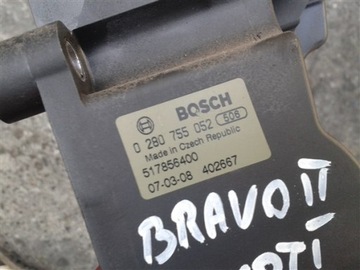 BOSCH
0 280 755 052 506
Made in Czech Republic
517856400
07-03-08 402667
BRAVO II